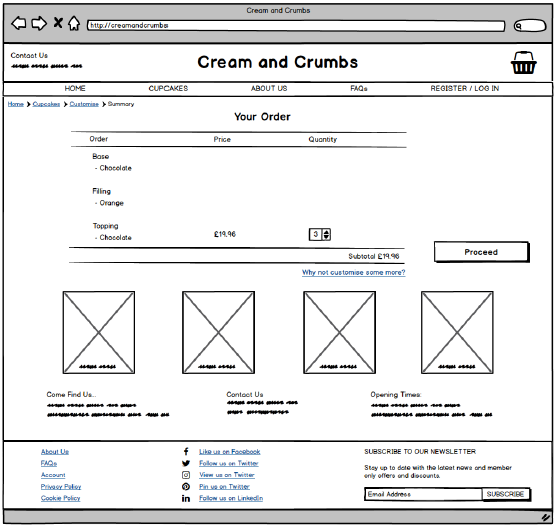 Cream and Crumbs
http://creamandcrumbs
Contact Us
Cream and Crumbs
HOME CUPCAKES ABOUT US FAQs REGISTER / LOG IN
Home > Cupcakes > Customise > Summary
Your Order
Order Price Quantity
Base
- Chocolate
Filling
- Orange
Topping
- Chocolate £19.96 3
Subtotal £19.96
Proceed
Why not customise some more?
Come Find Us.. Contact Us Opening Times:
About Us
FAQs
Account
Privacy Policy
Cookie Policy
Like us on Facebook
Follow us on Twitter
View us on Twitter
Pin us on Twitter
Follow us on LinkedIn
SUBSCRIBE TO OUR NEWSLETTER
Stay up to date with the latest news and member
only offers and discounts.
Email Address SUBSCRIBE